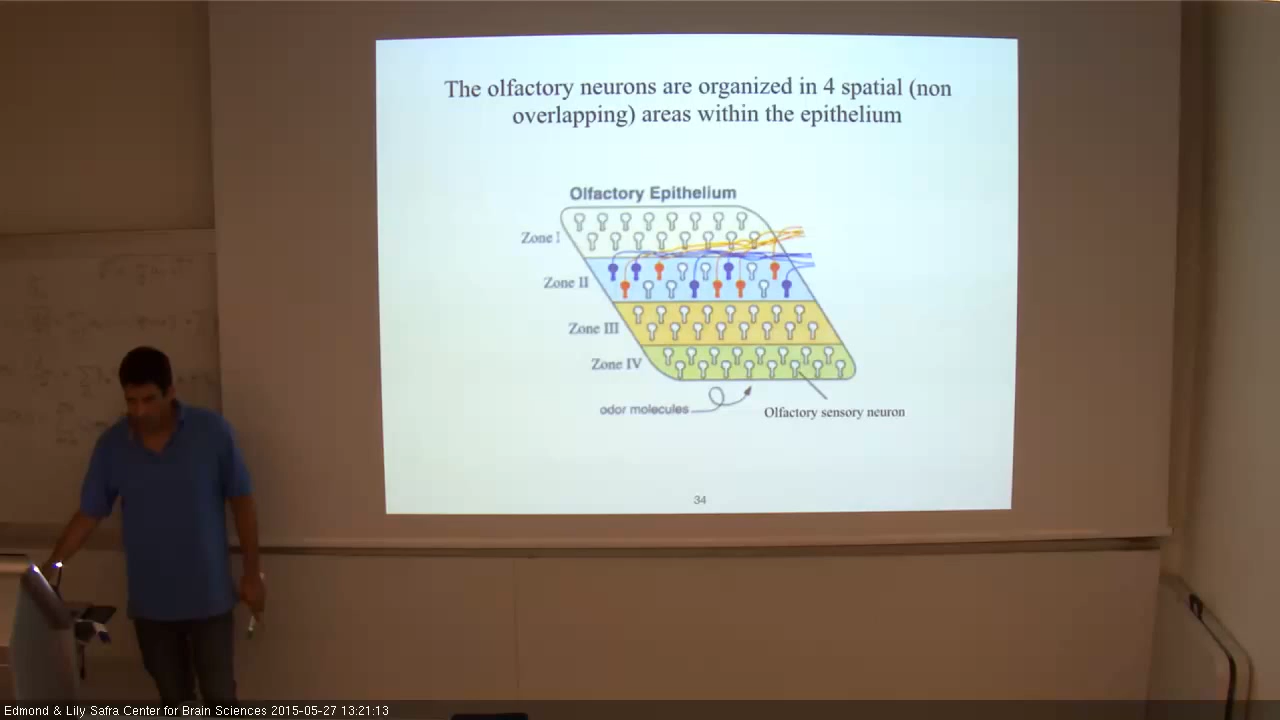 The olfactory neurons are organized in 4 spatial (non
overlapping) areas within the epithelium
Olfactory Epithelium
Zone I
Zone II
Zone III
Zone IV
odor molecules
Olfactory sensory neuron
34
Edmond & Lily Safra Center for Brain Sciences 2015-05-27 13:21:13